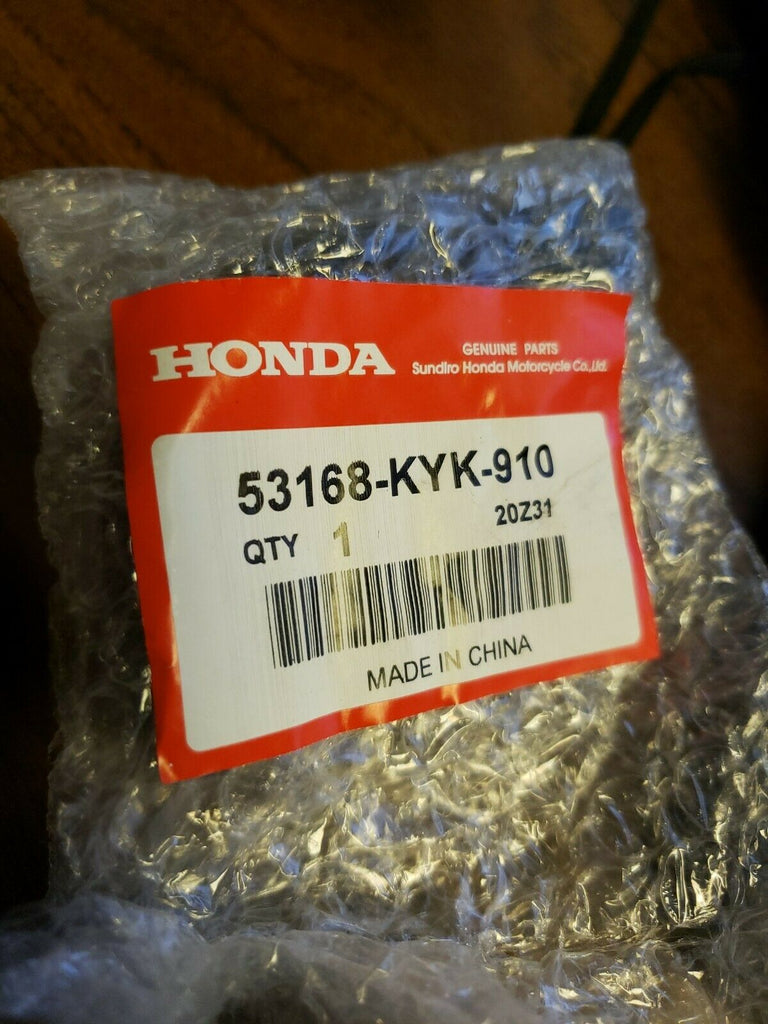 HONDA
GENUINE PARTS
Sundiro Honda Motorcycle Co.,Ltd.
53168-KYK-910
20Z31
QTY 1
MADE IN CHINA